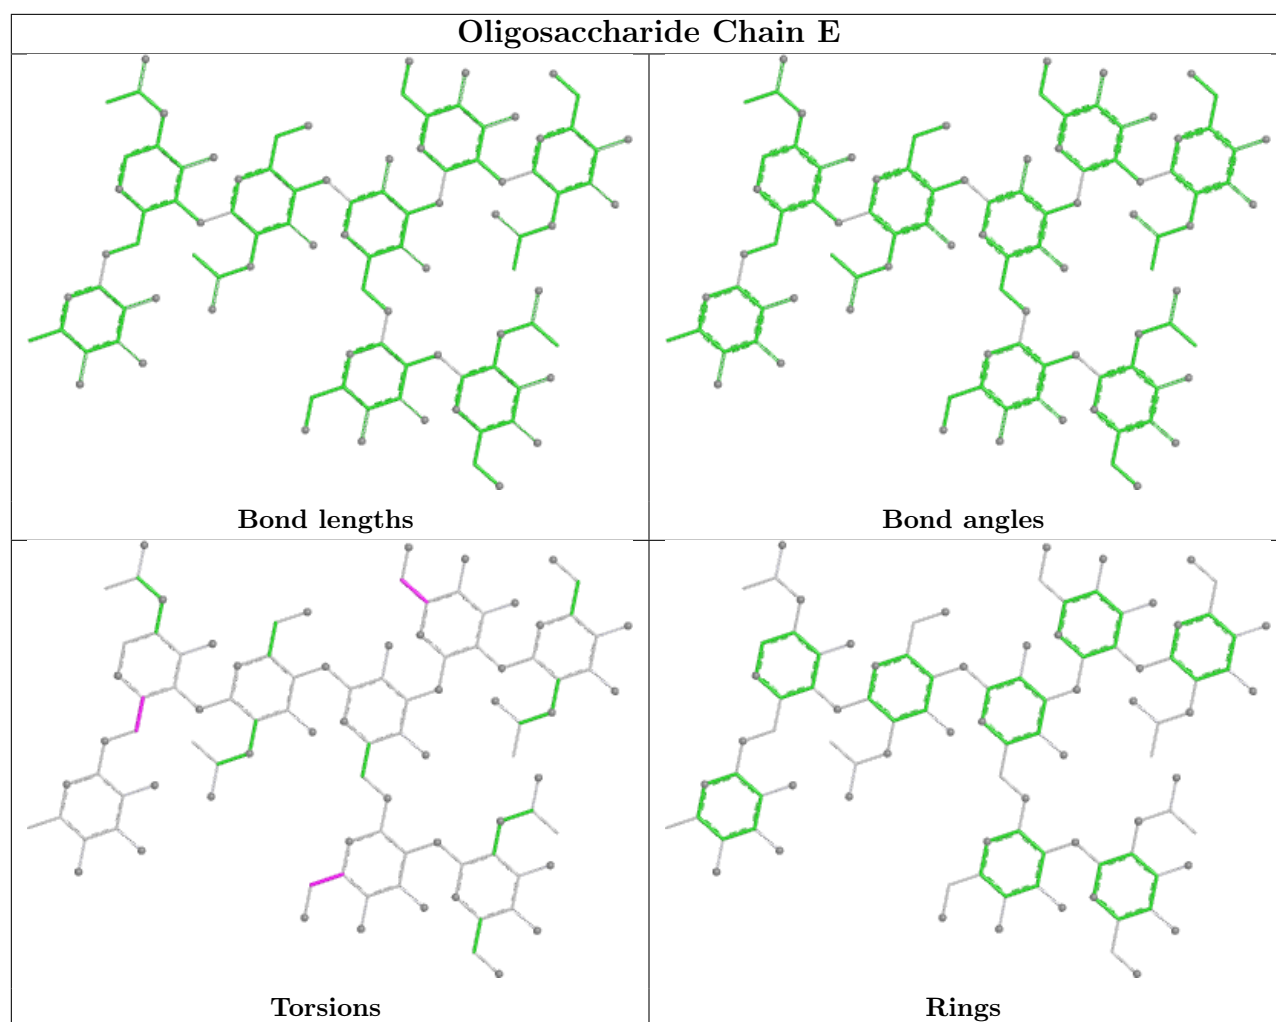 Oligosaccharide Chain E
Bond lengths
Bond angles
Torsions
Rings